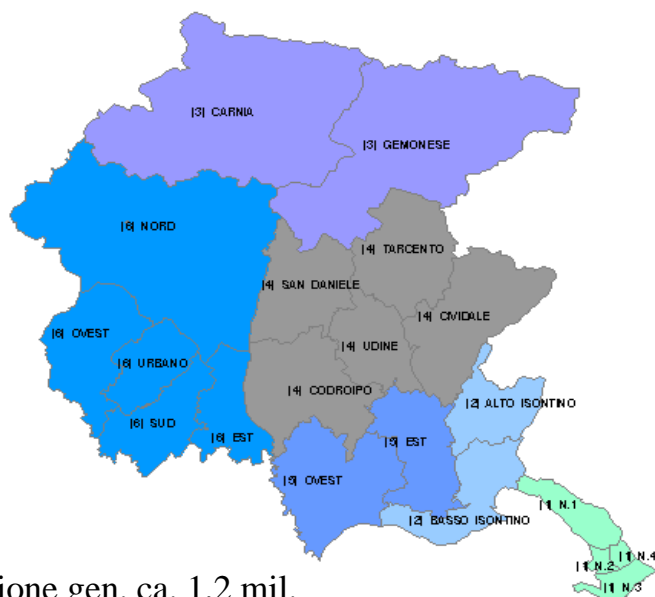 |3| CARNIA
|3| GEMONESE
|6| NORD
|4| TARCENTO
|4| SAN DANIELE
|4| CIVIDALE
|6| OVEST
|4| UDINE
|6| URBANO
|4| CODROIPO
|2| ALTO ISONTINO
|6| SUD
|6| EST
|5| EST
|5| OVEST
|1| N.1
|2| BASSO ISONTINO
|1| N.4
|1| N.2
|1| N.3
ione gen. ca. 1.2 mil.